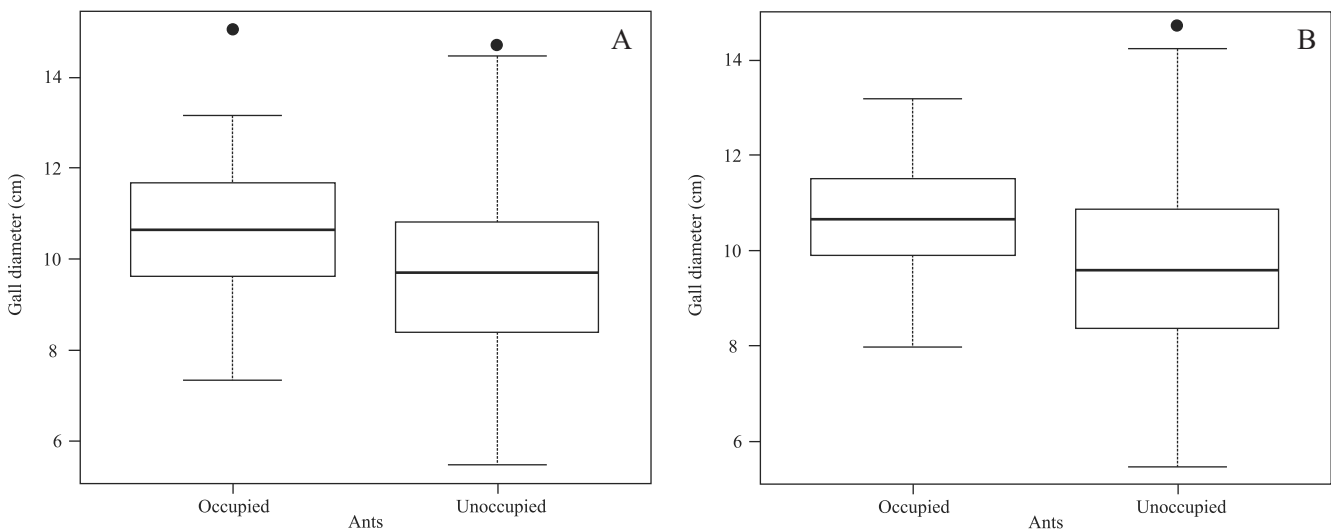 A
Gall diameter (cm)
14
12
10
8
6
Occupied
Unoccupied
Ants
B
Gall diameter (cm)
14
12
10
8
6
Occupied
Unoccupied
Ants